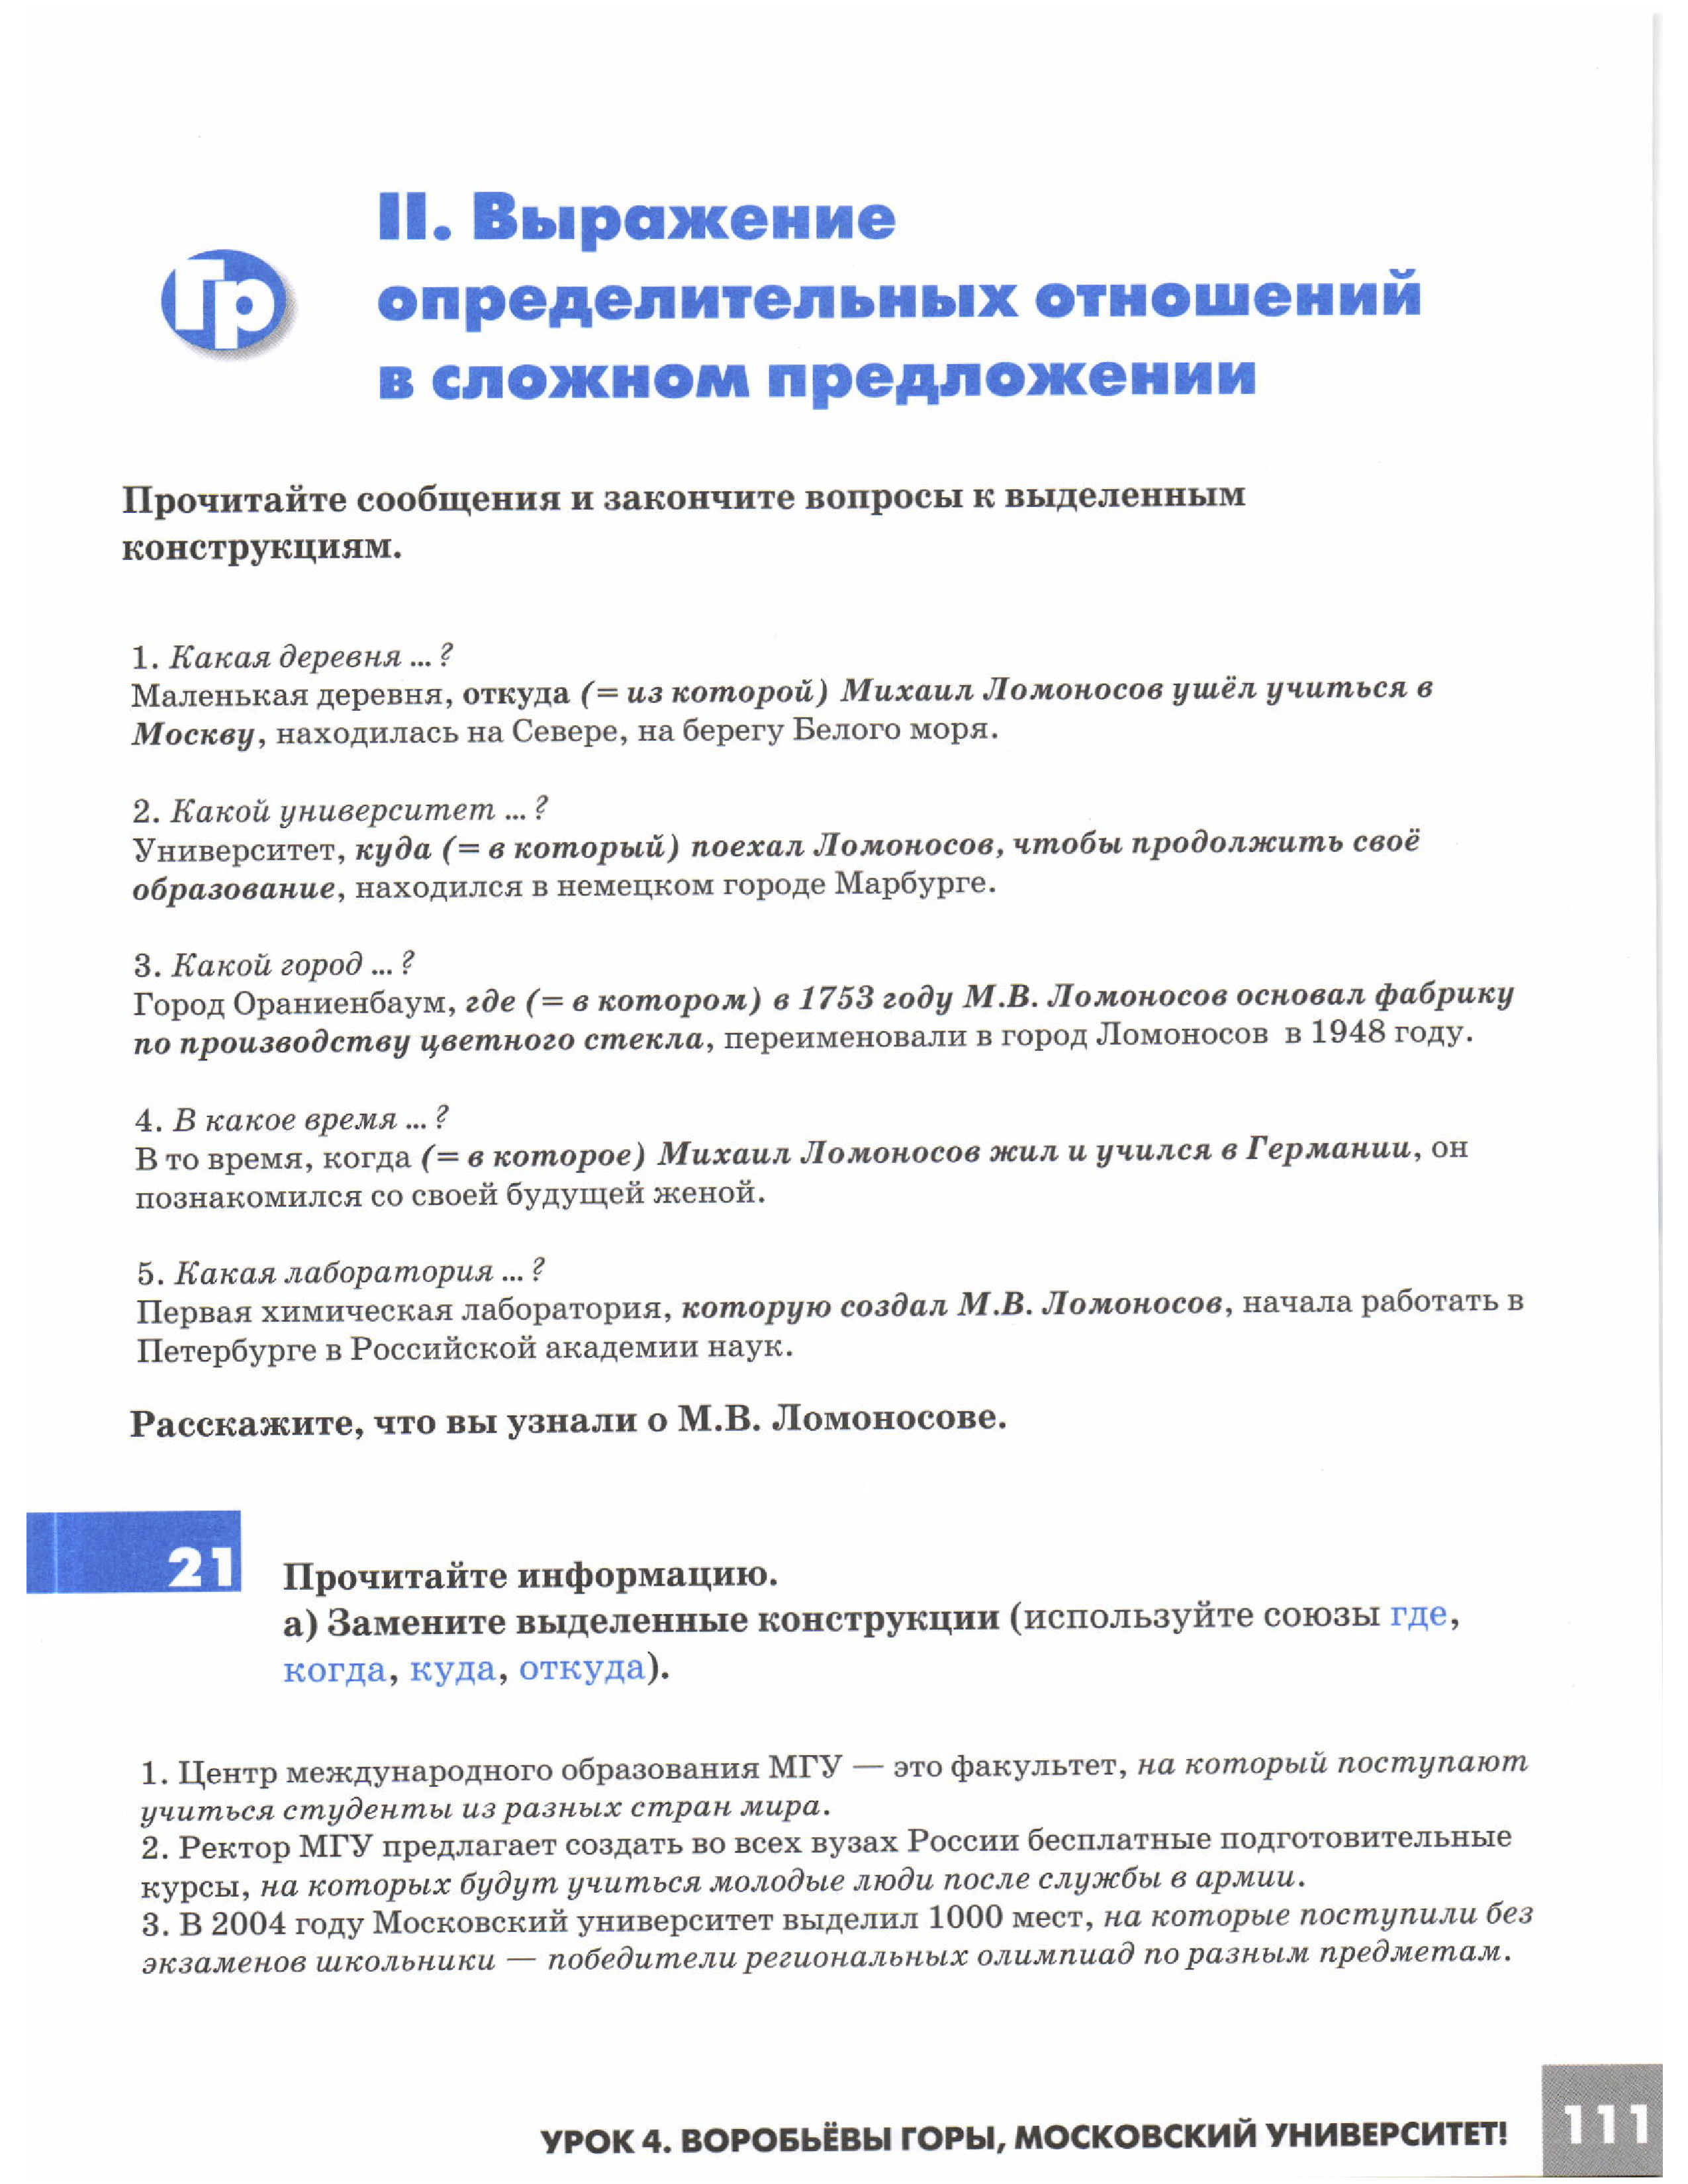 II. Выражение
Гр
определительных отношений
в сложном предложении
Прочитайте сообщения и закончите вопросы к выделенным
конструкциям.
1. Какая деревня ... ?
Маленькая деревня, откуда (= из которой) Михаил Ломоносов ушёл учиться в
Москву, находилась на Севере, на берегу Белого моря.
2. Какой университет ... ?
Университет, куда (= в который) поехал Ломоносов, чтобы продолжить своё
образование, находился в немецком городе Марбурге.
3. Какой город ... ?
Город Ораниенбаум, где (= в котором) в 1753 году М.В. Ломоносов основал фабрику
по производству цветного стекла, переименовали в город Ломоносов в 1948 году.
4. В какое время ... ?
В то время, когда (= в которое) Михаил Ломоносов жил и учился в Германии, он
познакомился со своей будущей женой.
5. Какая лаборатория ... ?
Первая химическая лаборатория, которую создал М.В. Ломоносов, начала работать в
Петербурге в Российской академии наук.
Расскажите, что вы узнали о М.В. Ломоносове.
21
Прочитайте информацию.
а) Замените выделенные конструкции (используйте союзы где,
когда, куда, откуда).
1. Центр международного образования МГУ — это факультет, на который поступают
учиться студенты из разных стран мира.
2. Ректор МГУ предлагает создать во всех вузах России бесплатные подготовительные
курсы, на которых будут учиться молодые люди после службы в армии.
3. В 2004 году Московский университет выделил 1000 мест, на которые поступили без
экзаменов школьники — победители региональных олимпиад по разным предметам.
УРОК 4. ВОРОБЬЁВЫ ГОРЫ, МОСКОВСКИЙ УНИВЕРСИТЕТ!
111